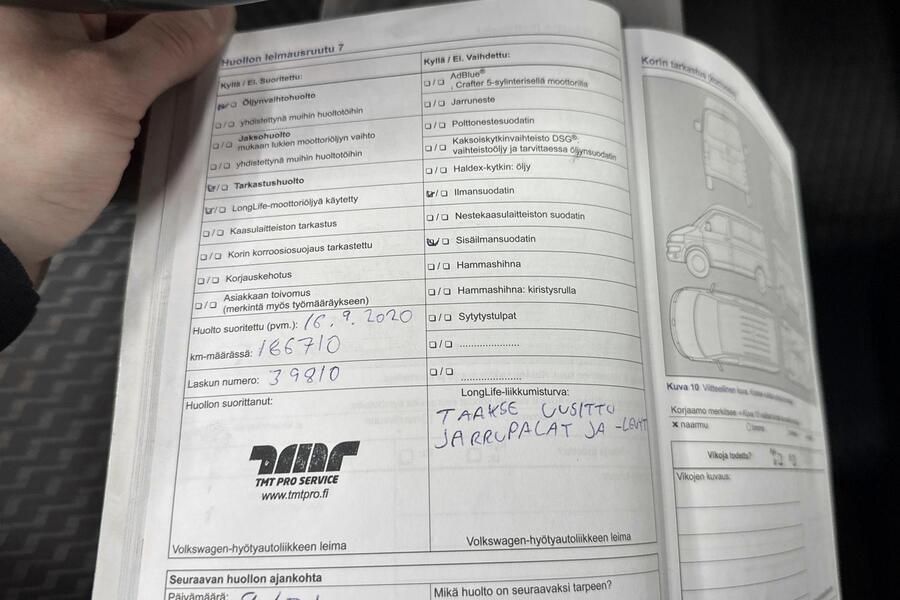 Huollon leimausruutu 7
Kyllä / Ei. Suoritettu:
Öljynvaihtohuolto
yhdistettynä muihin huoltotöihin
Jaksohuolto
mukaan lukien moottoriöljyn vaihto
yhdistettynä muihin huoltotöihin
Tarkastushuolto
LongLife-moottoriöljyä käytetty
Kaasulaitteiston tarkastus
Korin korroosiosuojaus tarkastettu
Korjauskehotus
Asiakkaan toivomus
(merkintä myös työmääräykseen)
Huolto suoritettu (pvm.): 16.9.2020
km-määrässä: 186710
Laskun numero: 39810
Huollon suorittanut:
TMT PRO SERVICE
www.tmtpro.fi
Volkswagen-hyötyautoliikkeen leima
Kyllä / Ei. Vaihdettu:
AdBlue®
, Crafter 5-sylinterisellä moottorilla
Jarruneste
Polttonestesuodatin
Kaksoiskytkinvaihteisto DSG®:
vaihteistoöljy ja tarvittaessa öljynsuodatin
Haldex-kytkin: öljy
Ilmansuodatin
Nestekaasulaitteiston suodatin
Sisäilmansuodatin
Hammashihna
Hammashihna: kiristysrulla
Sytytystulpat
LongLife-liikkumisturva:
TAAKSE UUSITTU
JARRUPALAT JA
Volkswagen-hyötyautoliikkeen leima
Seuraavan huollon ajankohta
Päivämäärä:
Mikä huolto on seuraavaksi tarpeen?
Korin tarkastus
Kuva 10 Viitteellinen kuva.
Korjaamo merkitsee
x naarmu
Vikoja todettu?
Vikojen kuvaus: